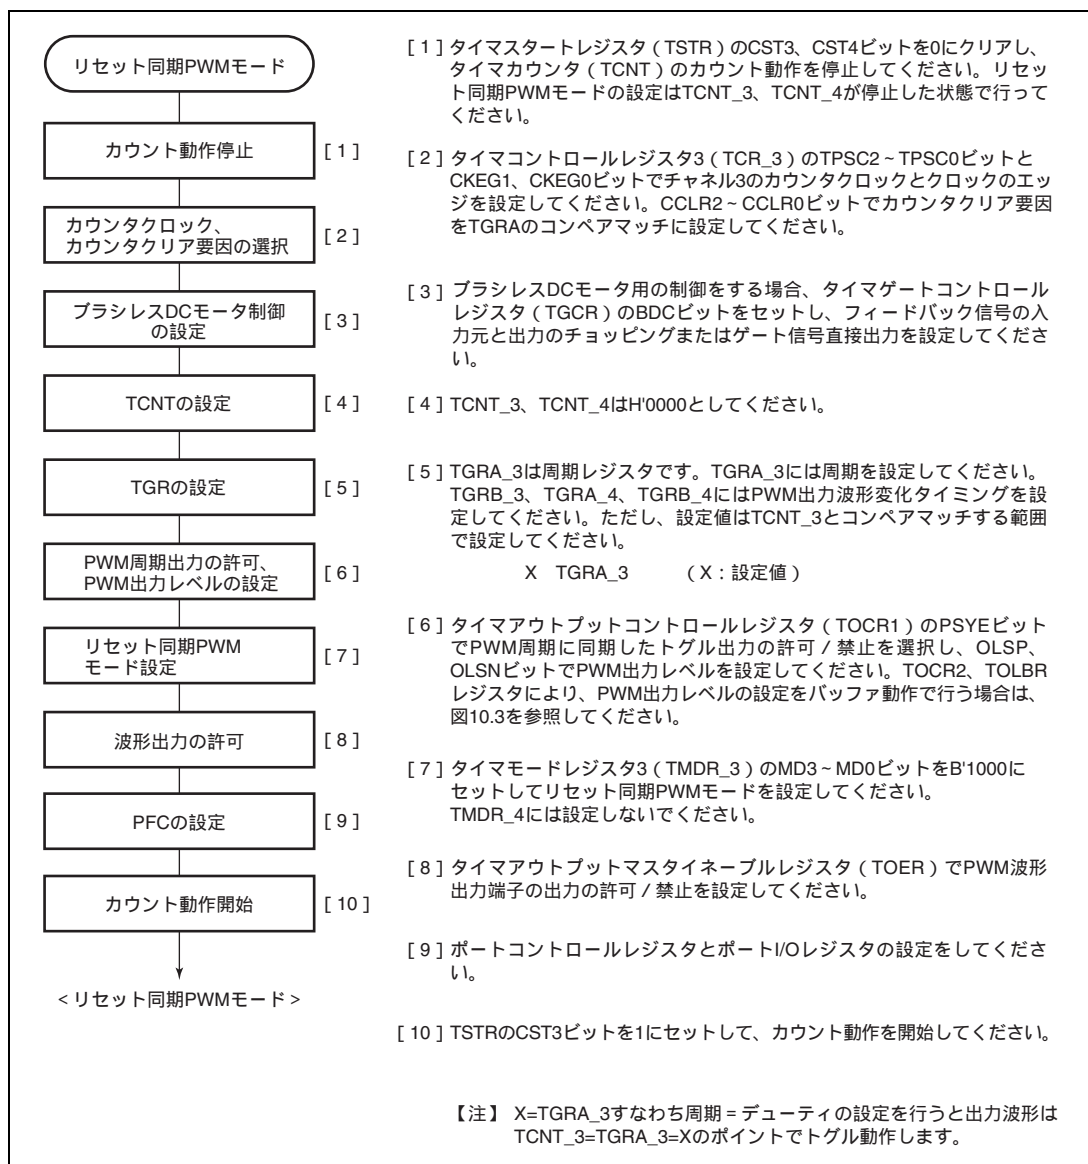 リセット同期PWMモード
カウント動作停止
[ 1 ]
カウンタクロック、
カウンタクリア要因の選択
[ 2 ]
ブラシレスDCモータ制御
の設定
[ 3 ]
TCNTの設定
[ 4 ]
TGRの設定
[ 5 ]
PWM周期出力の許可、
PWM出力レベルの設定
[ 6 ]
リセット同期PWM
モード設定
[ 7 ]
波形出力の許可
[ 8 ]
PFCの設定
[ 9 ]
カウント動作開始
[ 10 ]
<リセット同期PWMモード>
[ 1 ] タイマスタートレジスタ(TSTR)のCST3、CST4ビットを0にクリアし、
タイマカウンタ(TCNT)のカウント動作を停止してください。リセッ
ト同期PWMモードの設定はTCNT_3、TCNT_4が停止した状態で行って
ください。
[ 2 ] タイマコントロールレジスタ3(TCR_3)のTPSC2~TPSC0ビットと
CKEG1、CKEG0ビットでチャネル3のカウンタクロックとクロックのエッ
ジを設定してください。CCLR2~CCLR0ビットでカウンタクリア要因
をTGRAのコンペアマッチに設定してください。
[ 3 ] ブラシレスDCモータ用の制御をする場合、タイマゲートコントロール
レジスタ(TGCR)のBDCビットをセットし、フィードバック信号の入
力元と出力のチョッピングまたはゲート信号直接出力を設定してくださ
い。
[ 4 ] TCNT_3、TCNT_4はH'0000としてください。
[ 5 ] TGRA_3は周期レジスタです。TGRA_3には周期を設定してください。
TGRB_3、TGRA_4、TGRB_4にはPWM出力波形変化タイミングを設
定してください。ただし、設定値はTCNT_3とコンペアマッチする範囲
で設定してください。
X TGRA_3 (X:設定値)
[ 6 ] タイマアウトプットコントロールレジスタ(TOCR1)のPSYEビット
でPWM周期に同期したトグル出力の許可/禁止を選択し、OLSP、
OLSNビットでPWM出力レベルを設定してください。TOCR2、TOLBR
レジスタにより、PWM出力レベルの設定をバッファ動作で行う場合は、
図10.3を参照してください。
[ 7 ] タイマモードレジスタ3(TMDR_3)のMD3~MD0ビットをB'1000に
セットしてリセット同期PWMモードを設定してください。
TMDR_4には設定しないでください。
[ 8 ] タイマアウトプットマスタイネーブルレジスタ(TOER)でPWM波形
出力端子の出力の許可/禁止を設定してください。
[ 9 ] ポートコントロールレジスタとポートI/Oレジスタの設定をしてくださ
い。
[ 10 ] TSTRのCST3ビットを1にセットして、カウント動作を開始してください。
【注】 X=TGRA_3すなわち周期=デューティの設定を行うと出力波形は
TCNT_3=TGRA_3=Xのポイントでトグル動作します。